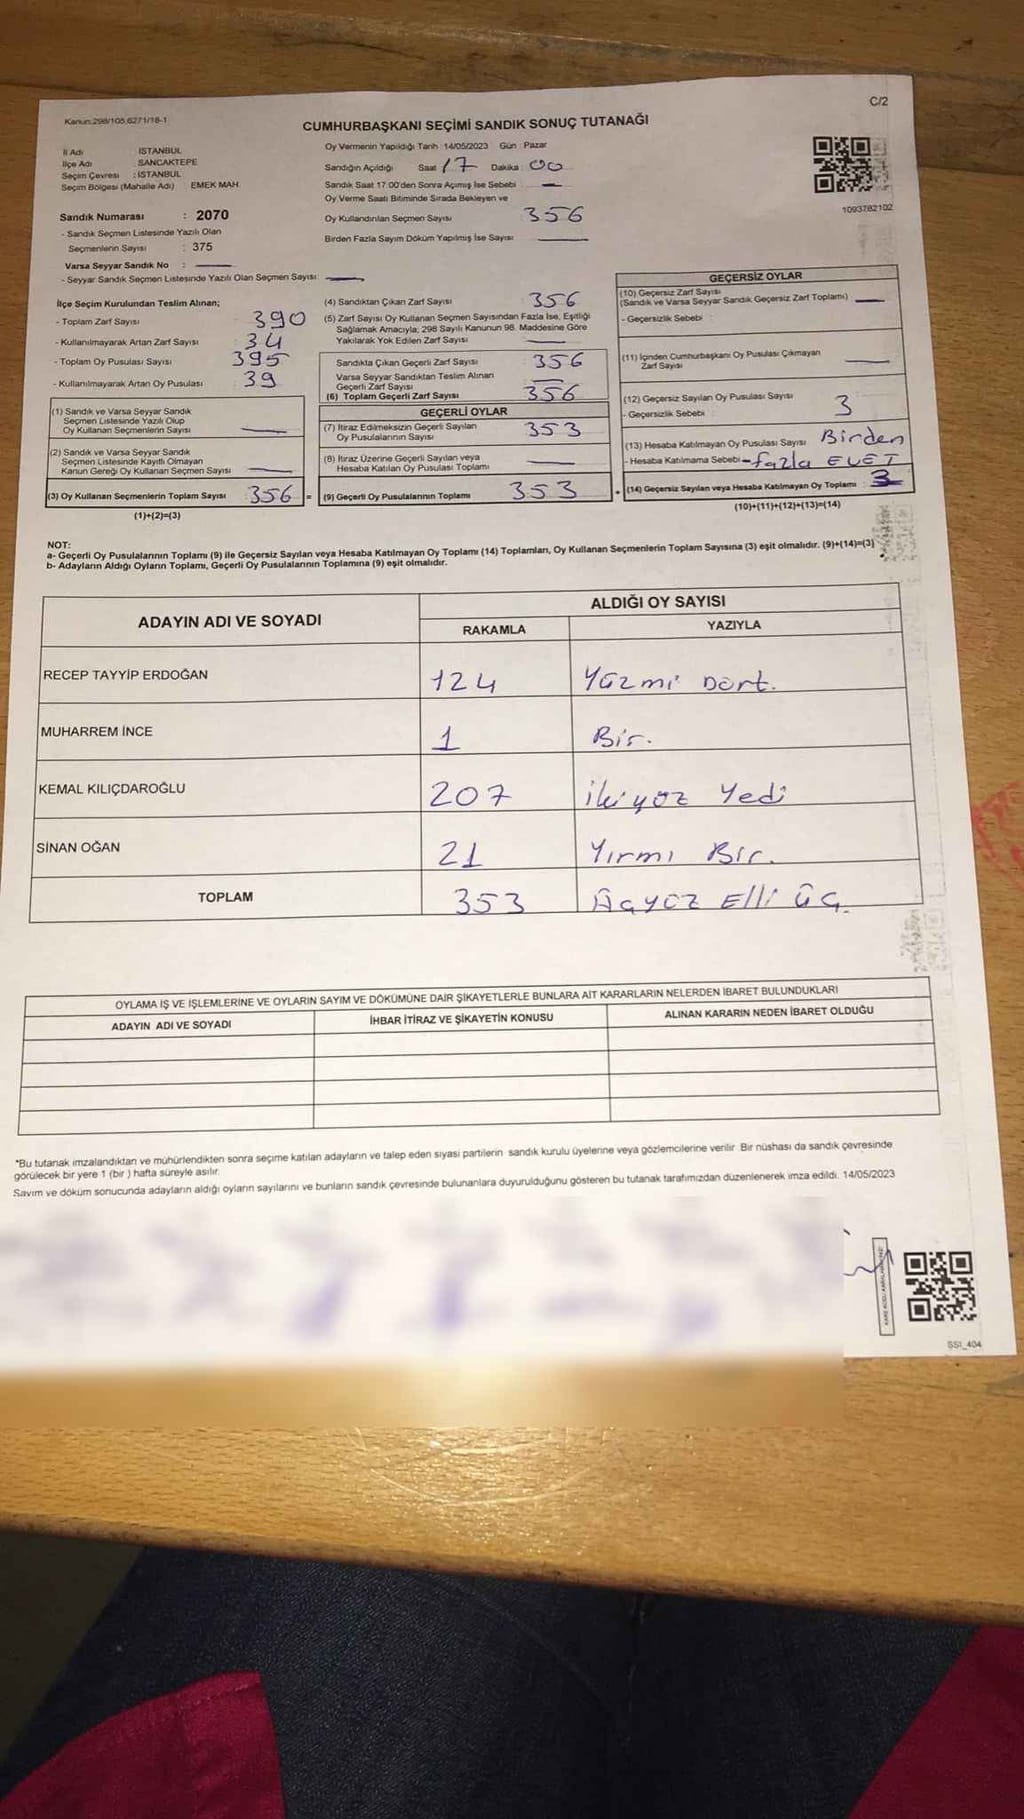 C/2
Kanun:298/105,6271/18-1
CUMHURBAŞKANI SEÇİMİ SANDIK SONUÇ TUTANAĞI
İl Adı İSTANBUL
İlçe Adı SANCAKTEPE
Seçim Çevresi : İSTANBUL
Seçim Bölgesi (Mahalle Adı) EMEK MAH.
Sandık Numarası : 2070
- Sandık Seçmen Listesinde Yazılı Olan
Seçmenlerin Sayısı : 375
Varsa Seyyar Sandık No :
- Seyyar Sandık Seçmen Listesinde Yazılı Olan Seçmen Sayısı:
Oy Vermenin Yapıldığı Tarih : 14/05/2023 Gün : Pazar
Sandığın Açıldığı Saat 17 Dakika 00
Sandık Saat 17:00'den Sonra Açımış İse Sebebi
Oy Verme Saati Bitiminde Sırada Bekleyen ve
Oy Kullandırılan Seçmen Sayısı 356
Birden Fazla Sayım Döküm Yapılmış İse Sayısı
1093782102
İlçe Seçim Kurulundan Teslim Alınan;
- Toplam Zarf Sayısı 390
- Kullanılmayarak Artan Zarf Sayısı 34
- Toplam Oy Pusulası Sayısı 395
- Kullanılmayarak Artan Oy Pusulası 39
(1) Sandık ve Varsa Seyyar Sandık
Seçmen Listesinde Yazılı Olup
Oy Kullanan Seçmenlerin Sayısı
(2) Sandık ve Varsa Seyyar Sandık
Seçmen Listesinde Kayıtlı Olmayan
Kanun Gereği Oy Kullanan Seçmen Sayısı
(3) Oy Kullanan Seçmenlerin Toplam Sayısı 356 =
(1)+(2)=(3)
(4) Sandıktan Çıkan Zarf Sayısı 356
(5) Zarf Sayısı Oy Kullanan Seçmen Sayısından Fazla İse, Eşitliği
Sağlamak Amacıyla, 298 Sayılı Kanunun 98. Maddesine Göre
Yakılarak Yok Edilen Zarf Sayısı
Sandıkta Çıkan Geçerli Zarf Sayısı 356
Varsa Seyyar Sandıktan Teslim Alınan
Geçerli Zarf Sayısı
(6) Toplam Geçerli Zarf Sayısı 356
GEÇERLİ OYLAR
(7) İtiraz Edilmeksizin Geçerli Sayılan
Oy Pusulalarının Sayısı 353
(8) İtiraz Üzerine Geçerli Sayılan veya
Hesaba Katılan Oy Pusulası Toplamı
(9) Geçerli Oy Pusulalarının Toplamı 353
GEÇERSİZ OYLAR
(10) Geçersiz Zarf Sayısı
(Sandık ve Varsa Seyyar Sandık Geçersiz Zarf Toplamı)
- Geçersizlik Sebebi :
(11) İçinden Cumhurbaşkanı Oy Pusulası Çıkmayan
Zarf Sayısı
(12) Geçersiz Sayılan Oy Pusulası Sayısı 3
- Geçersizlik Sebebi
(13) Hesaba Katılmayan Oy Pusulası Sayısı Birden
- Hesaba Katılmama Sebebi - fazla EVET
+ (14) Geçersiz Sayılan veya Hesaba Katılmayan Oy Toplamı : 3
(10)+(11)+(12)+(13)=(14)
NOT:
a- Geçerli Oy Pusulalarının Toplamı (9) ile Geçersiz Sayılan veya Hesaba Katılmayan Oy Toplamı (14) Toplamları, Oy Kullanan Seçmenlerin Toplam Sayısına (3) eşit olmalıdır. (9)+(14)=(3)
b- Adayların Aldığı Oyların Toplamı, Geçerli Oy Pusulalarının Toplamına (9) eşit olmalıdır.
ADAYIN ADI VE SOYADI ALDIĞI OY SAYISI
RAKAMLA YAZIYLA
RECEP TAYYİP ERDOĞAN 124 Yüzmi Dört.
MUHARREM İNCE 1 Bir.
KEMAL KILIÇDAROĞLU 207 İkiyüz Yedi
SİNAN OĞAN 21 Yirmi Bir.
TOPLAM 353 Üçyüz Elli Üç.
OYLAMA İŞ VE İŞLEMLERİNE VE OYLARIN SAYIM VE DÖKÜMÜNE DAİR ŞİKAYETLERLE BUNLARA AİT KARARLARIN NELERDEN İBARET BULUNDUKLARI
ADAYIN ADI VE SOYADI İHBAR İTİRAZ VE ŞİKAYETİN KONUSU ALINAN KARARIN NEDEN İBARET OLDUĞU
*Bu tutanak imzalandıktan ve mühürlendikten sonra seçime katılan adayların ve talep eden siyasi partilerin sandık kurulu üyelerine veya gözlemcilerine verilir. Bir nüshası da sandık çevresinde
görülecek bir yere 1 (bir ) hafta süreyle asılır.
Sayım ve döküm sonucunda adayların aldığı oyların sayılarını ve bunların sandık çevresinde bulunanlara duyurulduğunu gösteren bu tutanak tarafımızdan düzenlenerek imza edildi. 14/05/2023
SSI_404